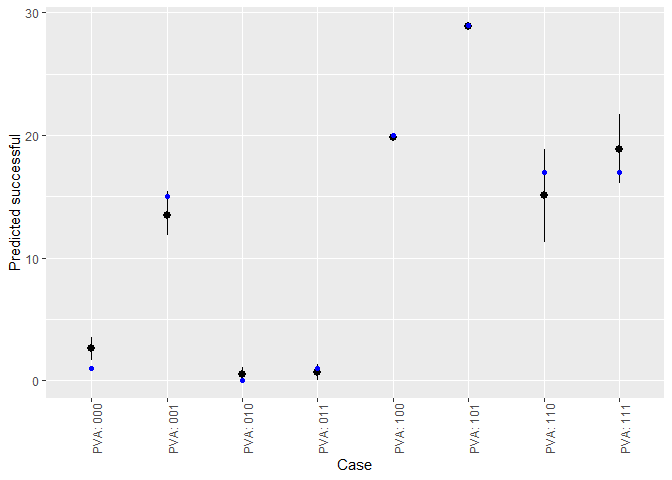 Predicted successful
30
20
10
0
PVA: 000
PVA: 001
PVA: 010
PVA: 011
PVA: 100
PVA: 101
PVA: 110
PVA: 111
Case